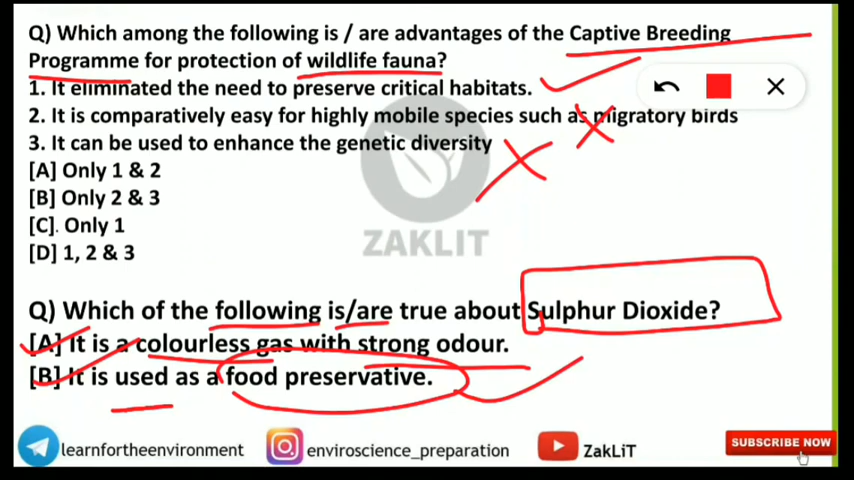 Q) Which among the following is / are advantages of the Captive Breeding
Programme for protection of wildlife fauna?
1. It eliminated the need to preserve critical habitats.
2. It is comparatively easy for highly mobile species such as migratory birds
3. It can be used to enhance the genetic diversity
[A] Only 1 & 2
[B] Only 2 & 3
[C]. Only 1
[D] 1, 2 & 3
ZAKLIT
Q) Which of the following is/are true about Sulphur Dioxide?
[A] It is a colourless gas with strong odour.
[B] It is used as a food preservative.
learnfortheenvironment
enviroscience_preparation
ZakLiT
SUBSCRIBE NOW